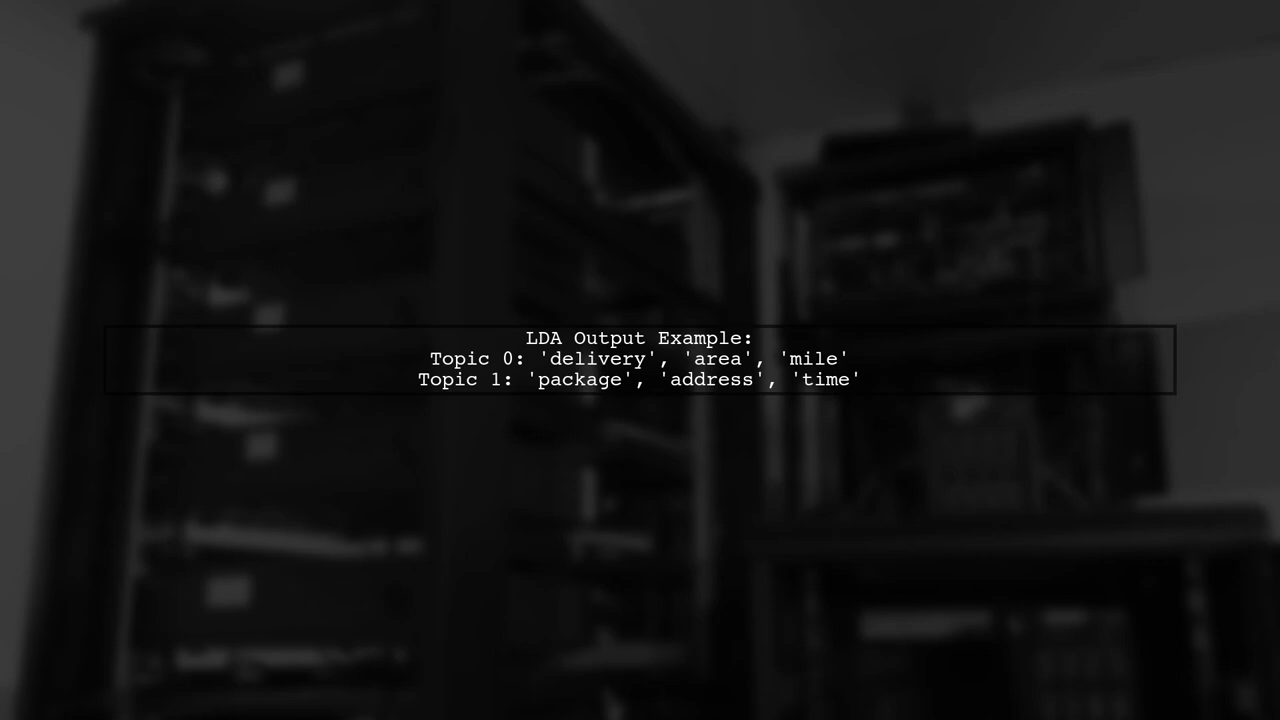 LDA Output Example:
Topic 0: 'delivery', 'area', 'mile'
Topic 1: 'package', 'address', 'time'